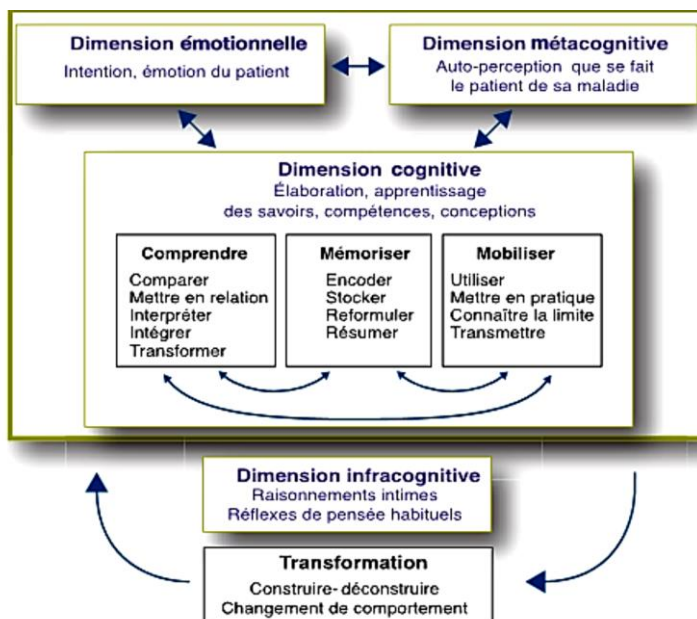 Dimension émotionnelle
Intention, émotion du patient
Dimension métacognitive
Auto-perception que se fait
le patient de sa maladie
Dimension cognitive
Élaboration, apprentissage
des savoirs, compétences, conceptions
Comprendre
Comparer
Mettre en relation
Interpréter
Intégrer
Transformer
Mémoriser
Encoder
Stocker
Reformuler
Résumer
Mobiliser
Utiliser
Mettre en pratique
Connaître la limite
Transmettre
Dimension infracognitive
Raisonnements intimes
Réflexes de pensée habituels
Transformation
Construire- déconstruire
Changement de comportement